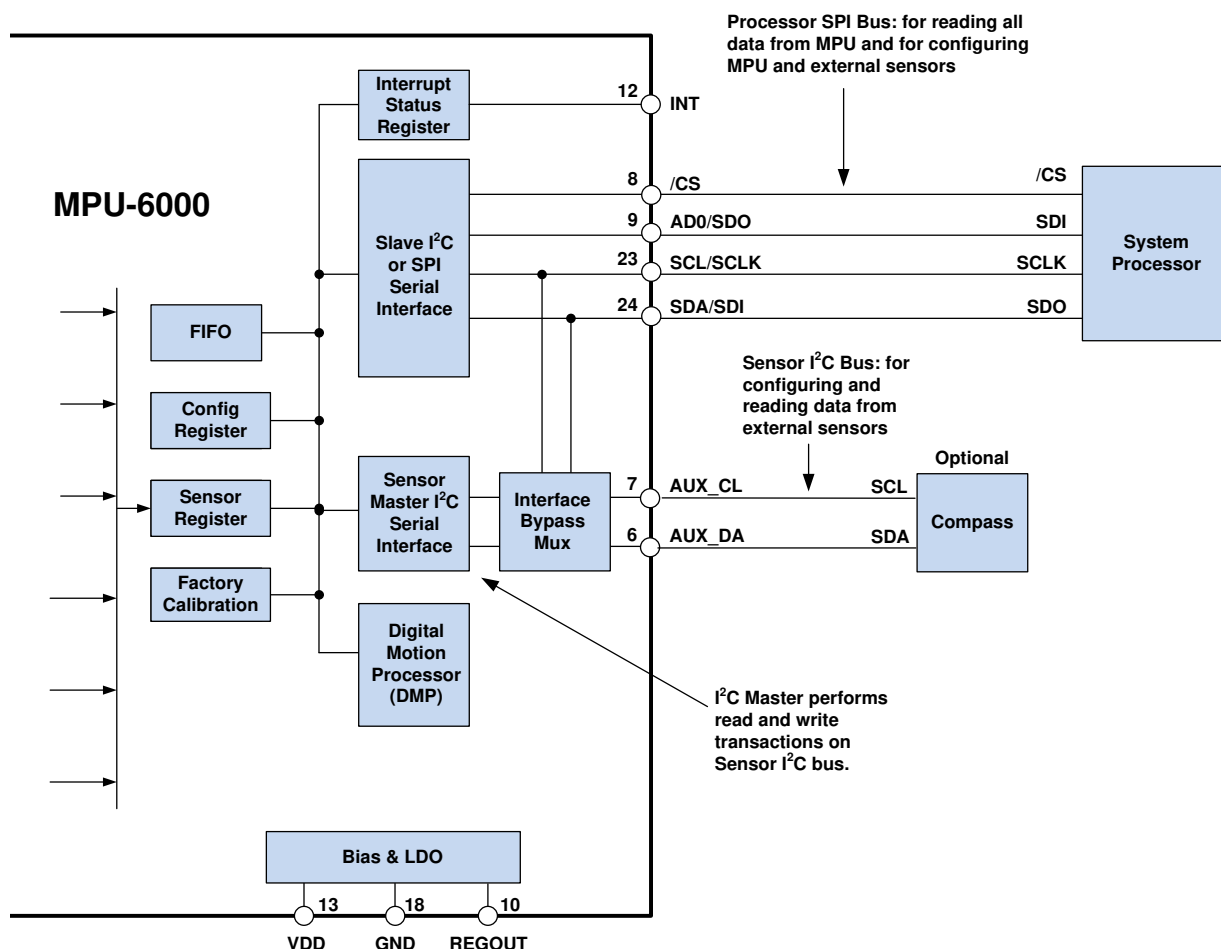 Processor SPI Bus: for reading all
data from MPU and for configuring
MPU and external sensors
MPU-6000
Interrupt
Status
Register
12
INT
Slave I²C
or SPI
Serial
Interface
8
/CS
/CS
9
AD0/SDO
SDI
23
SCL/SCLK
SCLK
24
SDA/SDI
SDO
System
Processor
FIFO
Config
Register
Sensor
Register
Factory
Calibration
Sensor I²C Bus: for
configuring and
reading data from
external sensors
Sensor
Master I²C
Serial
Interface
Interface
Bypass
Mux
7
AUX_CL
SCL
6
AUX_DA
SDA
Optional
Compass
Digital
Motion
Processor
(DMP)
I²C Master performs
read and write
transactions on
Sensor I²C bus.
Bias & LDO
13
18
10
VDD
GND
REGOUT